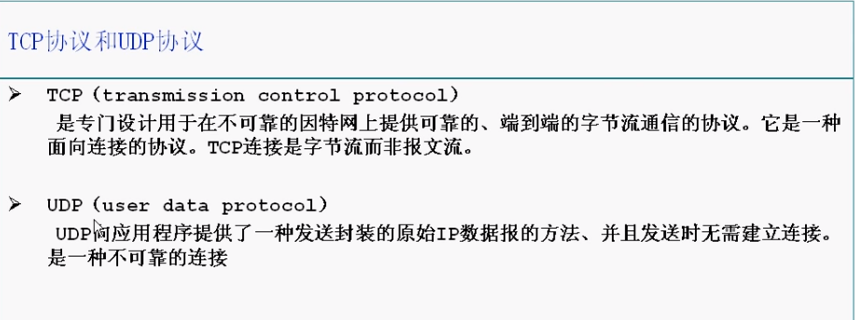 TCP协议和UDP协议
TCP（transmission control protocol）
是专门设计用于在不可靠的因特网上提供可靠的、端到端的字节流通信的协议。它是一种
面向连接的协议。TCP连接是字节流而非报文流。
UDP（user data protocol）
UDP向应用程序提供了一种发送封装的原始IP数据报的方法、并且发送时无需建立连接。
是一种不可靠的连接